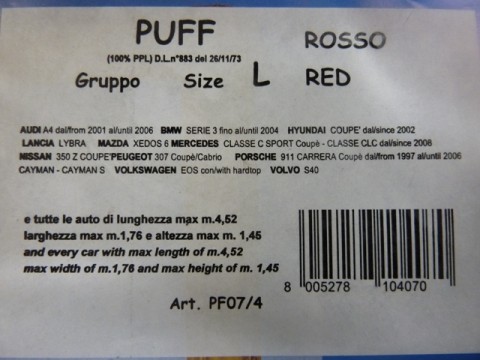 PUFF ROSSO
(100% PPL) D.L.n°883 del 26/11/73
Gruppo Size L RED
AUDI A4 dal/from 2001 al/until 2006 BMW SERIE 3 fino al/until 2004 HYUNDAI COUPE' dal/since 2002
LANCIA LYBRA MAZDA XEDOS 6 MERCEDES CLASSE C SPORT Coupè - CLASSE CLC dal/since 2008
NISSAN 350 Z COUPE'PEUGEOT 307 Coupè/Cabrio PORSCHE 911 CARRERA Coupè dal/from 1997 al/until 2006
CAYMAN - CAYMAN S VOLKSWAGEN EOS con/with hardtop VOLVO S40
e tutte le auto di lunghezza max m.4,52
larghezza max m.1,76 e altezza max m. 1,45
and every car with max length of m.4,52
max width of m.1,76 and max height of m. 1,45
8 005278 104070
Art. PF07/4